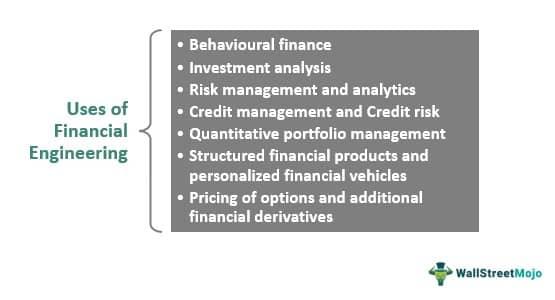 Uses of
Financial
Engineering
• Behavioural finance
• Investment analysis
• Risk management and analytics
• Credit management and Credit risk
• Quantitative portfolio management
• Structured financial products and
personalized financial vehicles
• Pricing of options and additional
financial derivatives
WallStreetMojo